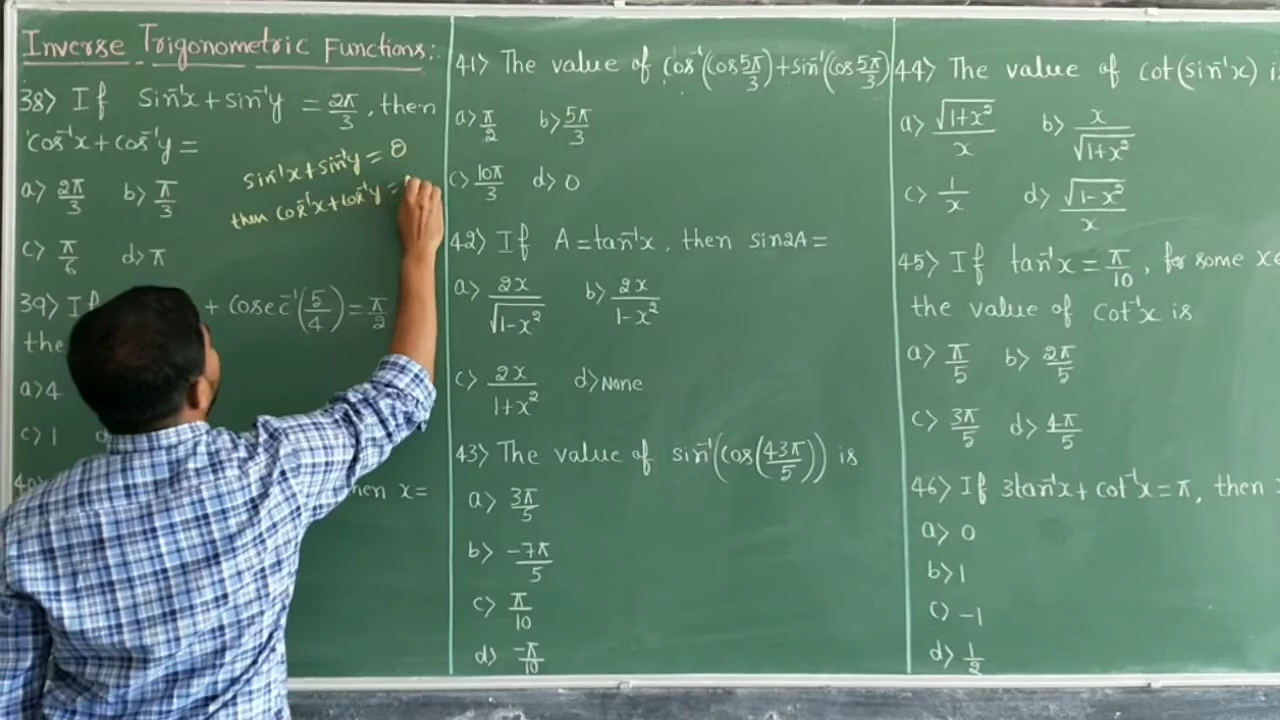 Inverse Trigonometric Functions:
38> If sin⁻¹x + sin⁻¹y = 2π/3, then
cos⁻¹x + cos⁻¹y =
sin⁻¹x + sin⁻¹y = θ
then cos⁻¹x + cos⁻¹y =
a> 2π/3 b> π/3
c> π/6 d> π
39> If + cosec⁻¹(5/4) = π/2
the
a> 4
c> 1
then x =
41> The value of cos⁻¹(cos 5π/3) + sin⁻¹(cos 5π/3)
a> π/2 b> 5π/3
c> 10π/3 d> 0
42> If A = tan⁻¹x, then sin2A =
a> 2x/√(1-x²) b> 2x/(1-x²)
c> 2x/(1+x²) d> None
43> The value of sin⁻¹(cos(43π/5)) is
a> 3π/5
b> -7π/5
c> π/10
d> -π/10
44> The value of cot(sin⁻¹x) is
a> √(1+x²)/x b> x/√(1+x²)
c> 1/x d> √(1-x²)/x
45> If tan⁻¹x = π/10, for some x∈
the value of cot⁻¹x is
a> π/5 b> 2π/5
c> 3π/5 d> 4π/5
46> If 3tan⁻¹x + cot⁻¹x = π, then
a> 0
b> 1
c> -1
d> 1/2